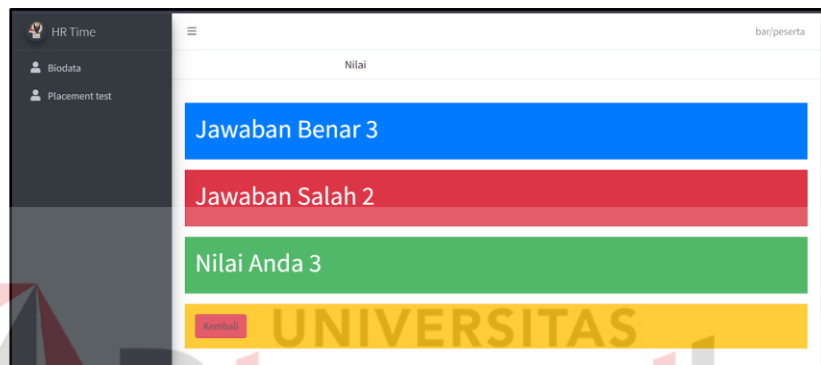 HR Time
bar/peserta
Biodata
Placement test
Nilai
Jawaban Benar 3
Jawaban Salah 2
Nilai Anda 3
Kembali
UNIVERSITAS